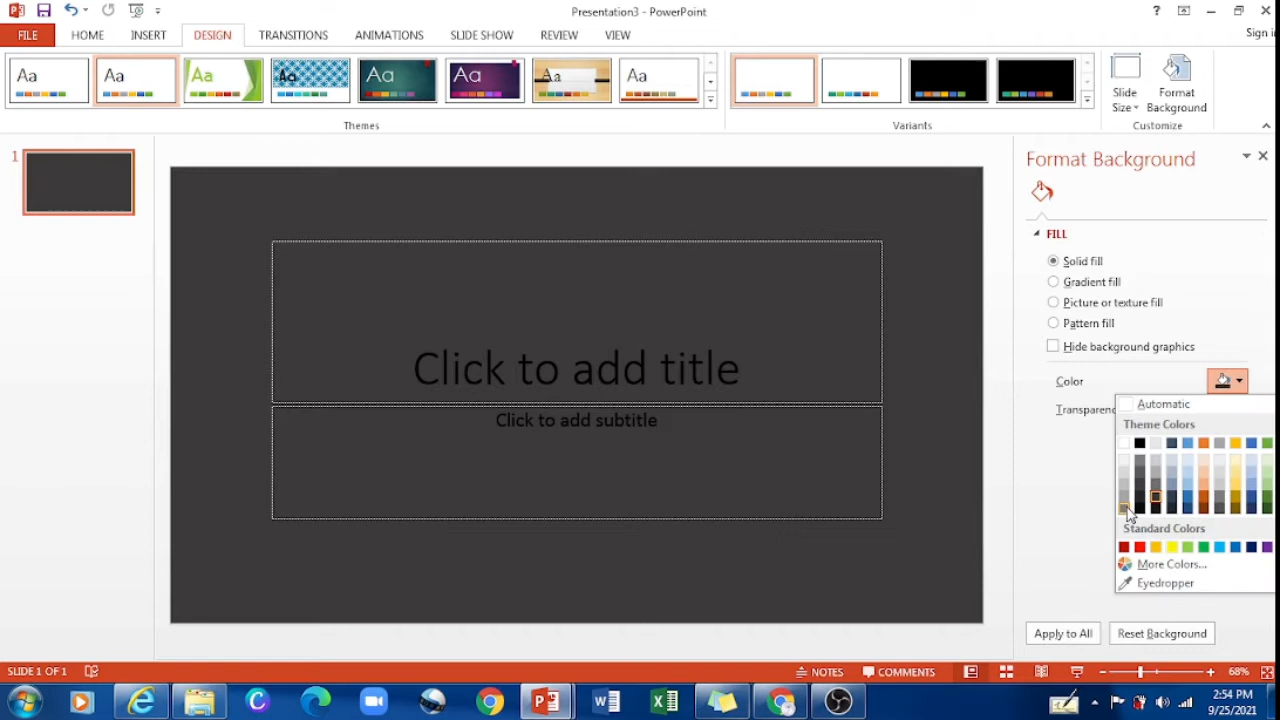 Presentation3 - PowerPoint
?
FILE
HOME
INSERT
DESIGN
TRANSITIONS
ANIMATIONS
SLIDE SHOW
REVIEW
VIEW
Sign in
Aa
Aa
Aa
Aa
Aa
Aa
Aa
Aa
Slide Size
Format Background
Themes
Variants
Customize
1
Format Background
FILL
Solid fill
Gradient fill
Picture or texture fill
Pattern fill
Hide background graphics
Color
Transparenc
Automatic
Theme Colors
Standard Colors
More Colors...
Eyedropper
Click to add title
Click to add subtitle
Apply to All
Reset Background
SLIDE 1 OF 1
NOTES
COMMENTS
68%
2:54 PM
9/25/2021